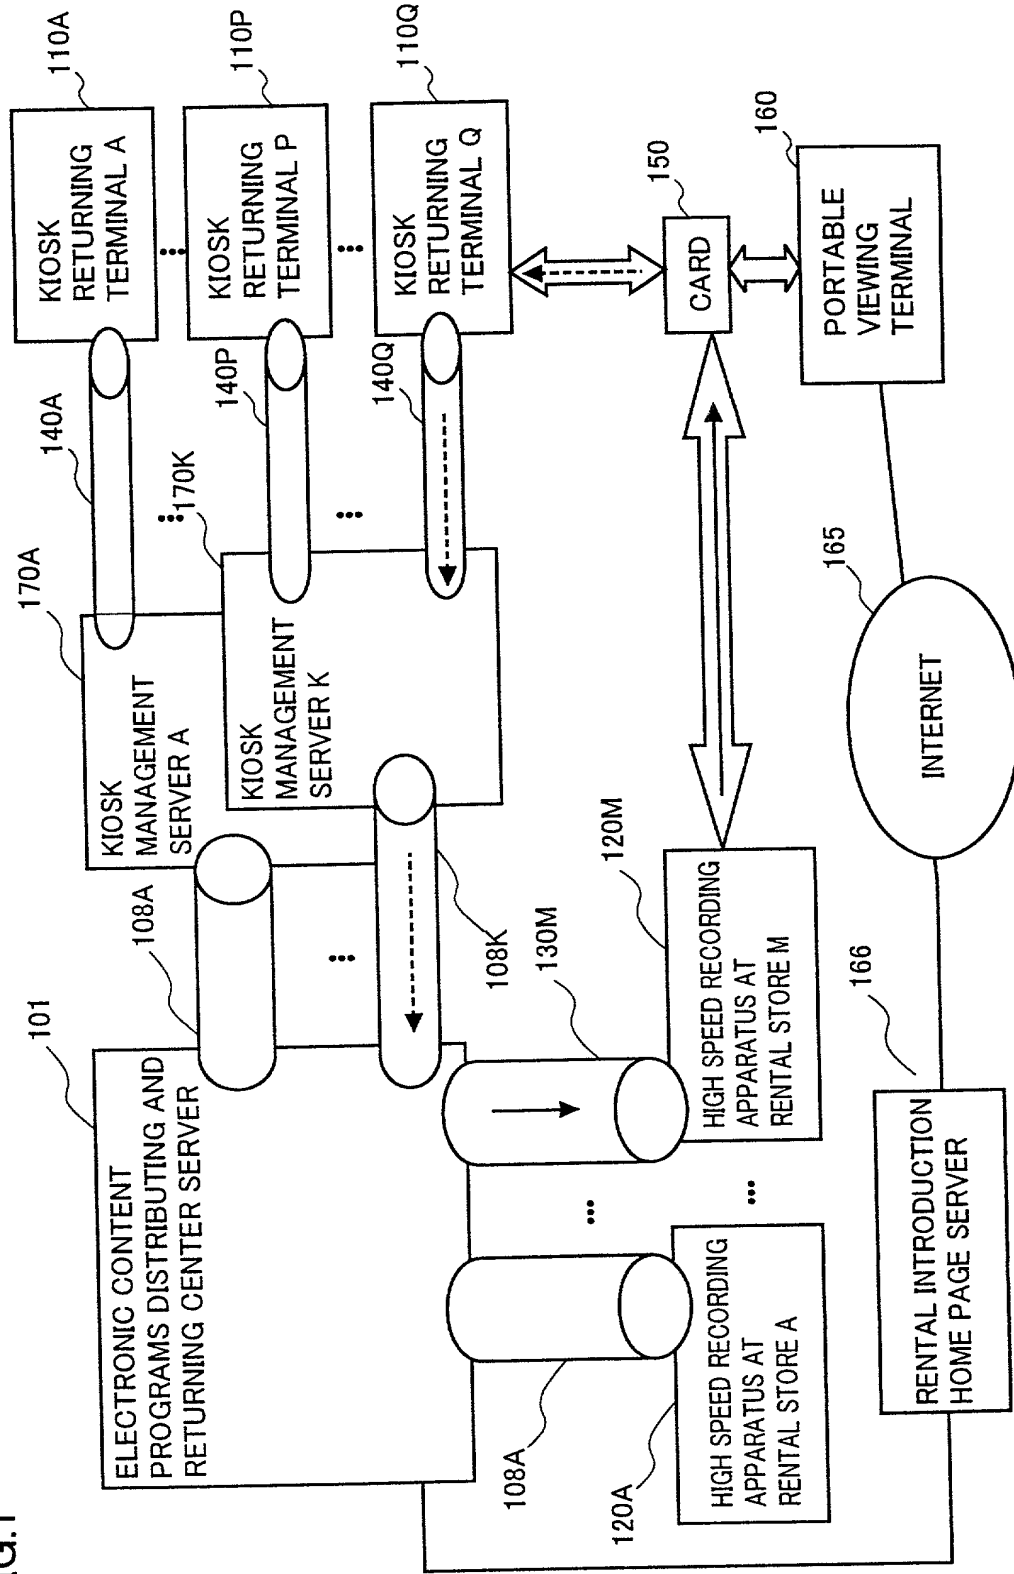 FIG.1
101
ELECTRONIC CONTENT
PROGRAMS DISTRIBUTING AND
RETURNING CENTER SERVER
108A
108K
170A
KIOSK
MANAGEMENT
SERVER A
170K
KIOSK
MANAGEMENT
SERVER K
140A
140P
140Q
110A
KIOSK
RETURNING
TERMINAL A
110P
KIOSK
RETURNING
TERMINAL P
110Q
KIOSK
RETURNING
TERMINAL Q
108A
130M
120A
HIGH SPEED RECORDING
APPARATUS AT
RENTAL STORE A
120M
HIGH SPEED RECORDING
APPARATUS AT
RENTAL STORE M
150
CARD
160
PORTABLE
VIEWING
TERMINAL
165
INTERNET
166
RENTAL INTRODUCTION
HOME PAGE SERVER